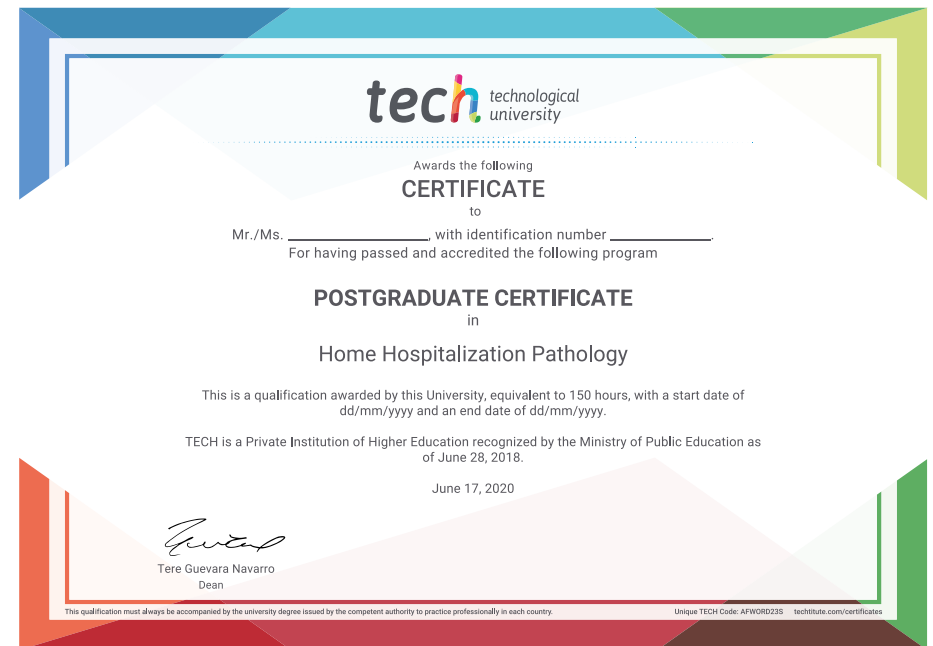 tech technological
university
Awards the following
CERTIFICATE
to
Mr./Ms. ____________________, with identification number ______________.
For having passed and accredited the following program
POSTGRADUATE CERTIFICATE
in
Home Hospitalization Pathology
This is a qualification awarded by this University, equivalent to 150 hours, with a start date of
dd/mm/yyyy and an end date of dd/mm/yyyy.
TECH is a Private Institution of Higher Education recognized by the Ministry of Public Education as
of June 28, 2018.
June 17, 2020
Tere Guevara Navarro
Dean
This qualification must always be accompanied by the university degree issued by the competent authority to practice professionally in each country. Unique TECH Code: AFWORD23S techtitute.com/certificates